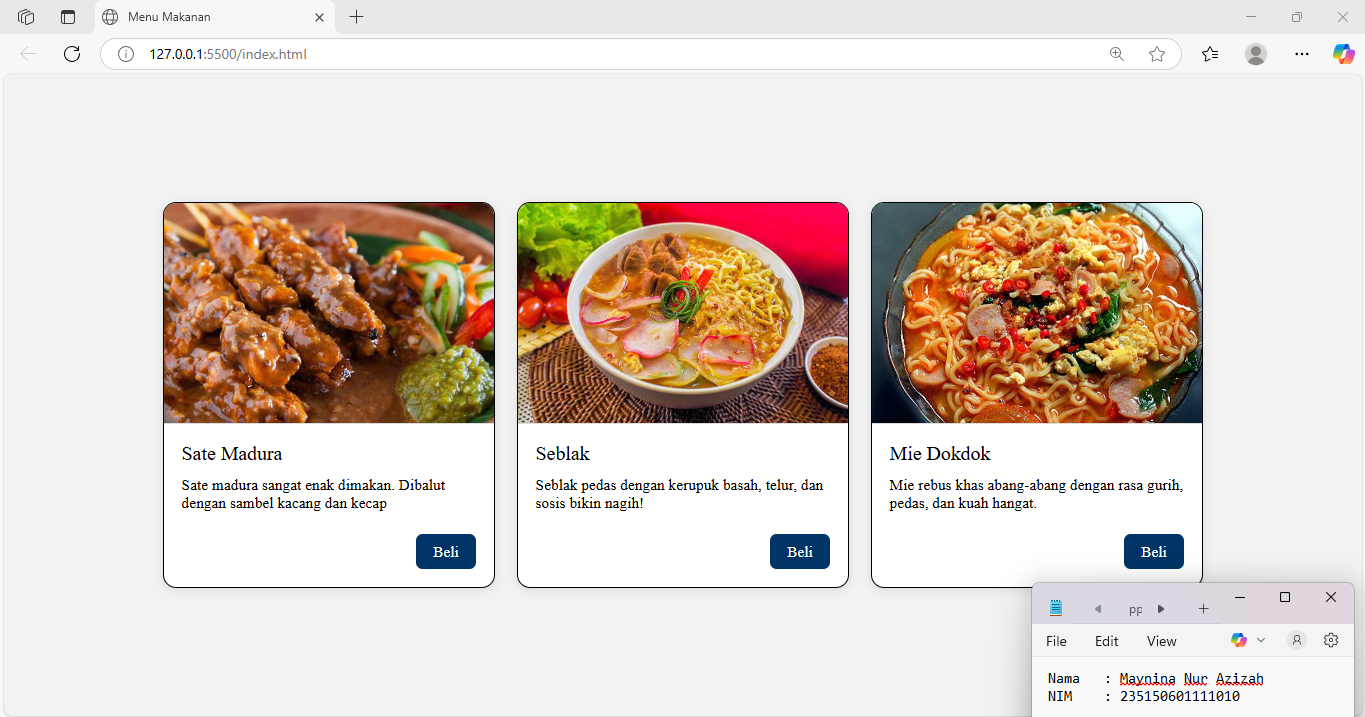 Menu Makanan
127.0.0.1:5500/index.html
Sate Madura
Sate madura sangat enak dimakan. Dibalut
dengan sambel kacang dan kecap
Beli
Seblak
Seblak pedas dengan kerupuk basah, telur, dan
sosis bikin nagih!
Beli
Mie Dokdok
Mie rebus khas abang-abang dengan rasa gurih,
pedas, dan kuah hangat.
Beli
pp
File Edit View
Nama : Maynina Nur Azizah
NIM : 235150601111010